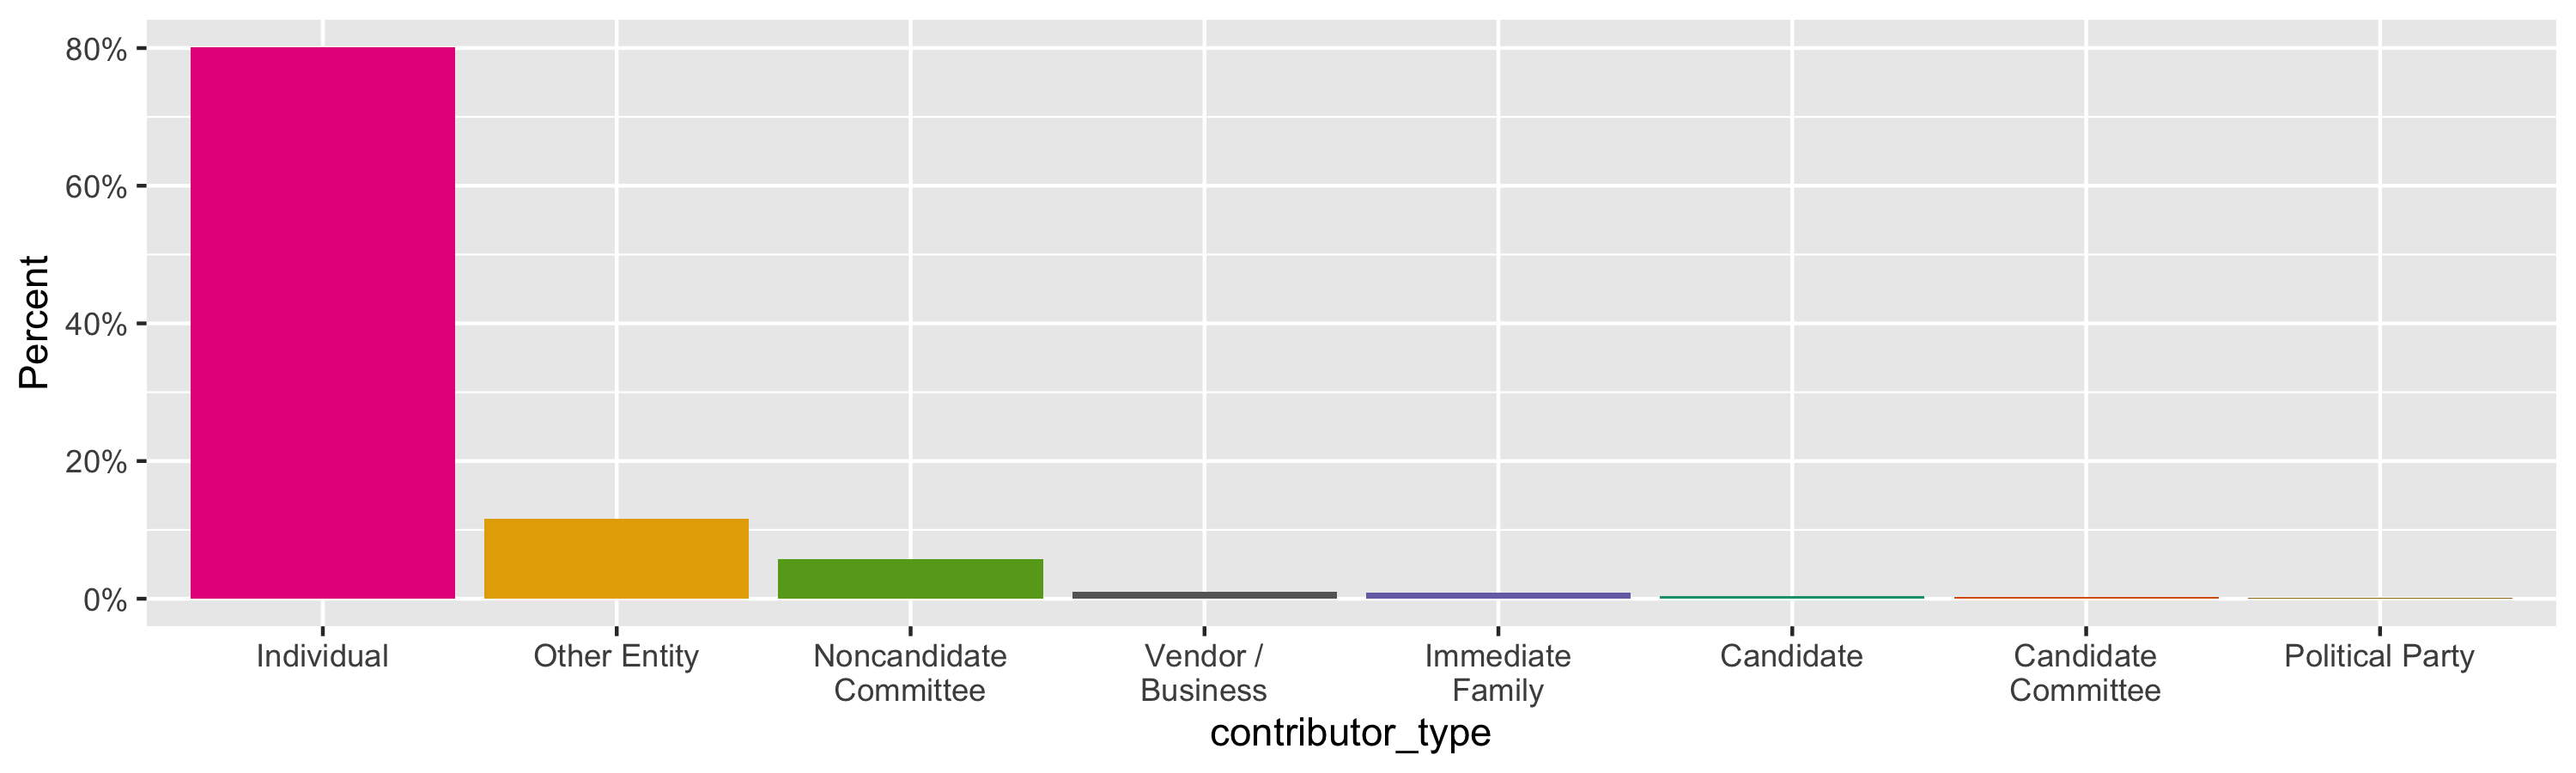 Percent
80%
60%
40%
20%
0%
Individual
Other Entity
Noncandidate
Committee
Vendor /
Business
Immediate
Family
Candidate
Candidate
Committee
Political Party
contributor_type